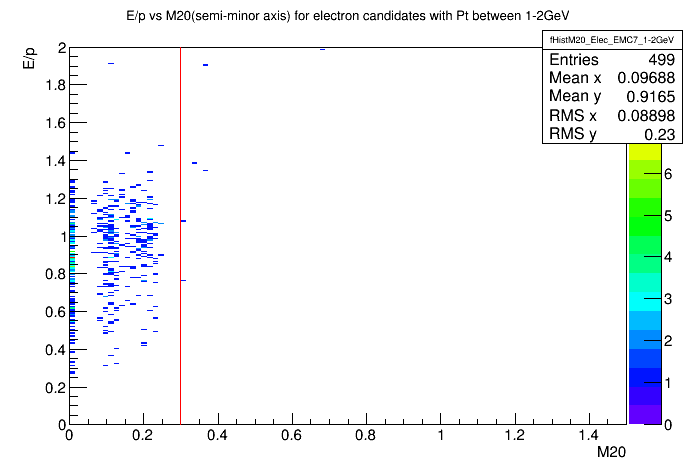 E/p vs M20(semi-minor axis) for electron candidates with Pt between 1-2GeV
fHistM20_Elec_EMC7_1-2GeV
Entries 499
Mean x 0.09688
Mean y 0.9165
RMS x 0.08898
RMS y 0.23
E/p
2
1.8
1.6
1.4
1.2
1
0.8
0.6
0.4
0.2
0
0 0.2 0.4 0.6 0.8 1 1.2 1.4
M20
6
5
4
3
2
1
0